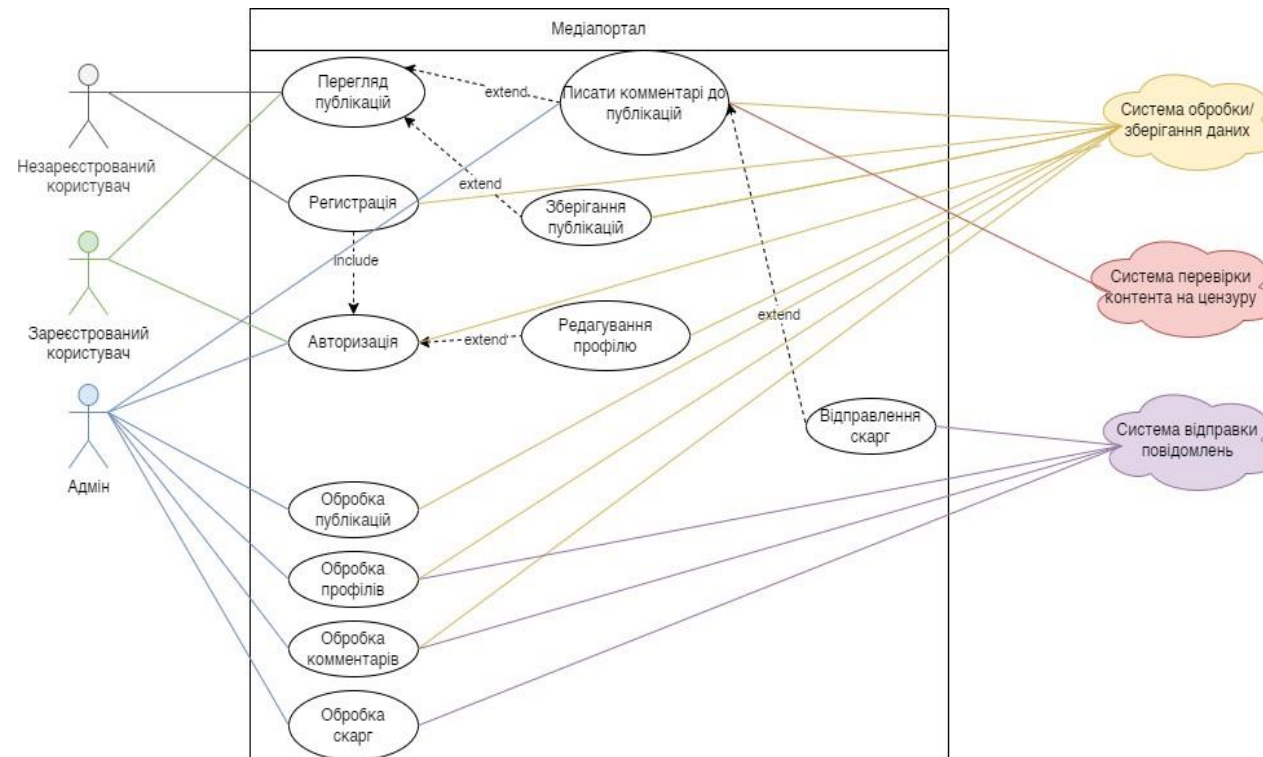 Медіапортал
Перегляд
публікацій
extend
Писати комментарі до
публікацій
Система обробки/
зберігання даних
Незареєстрований
користувач
extend
Регистрація
Зберігання
публікацій
include
Система перевірки
контента на цензуру
Зареєстрований
користувач
Авторизація
extend
Редагування
профілю
extend
Відправлення
скарг
Система відправки
повідомлень
Адмін
Обробка
публікацій
Обробка
профілів
Обробка
комментарів
Обробка
скарг